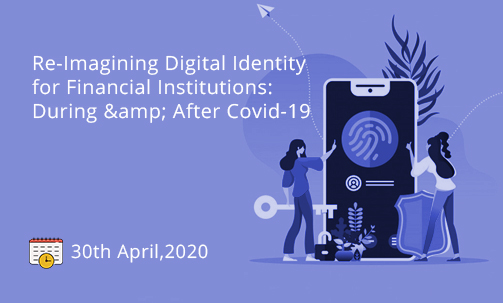 Re-Imagining Digital Identity
for Financial Institutions:
During &amp; After Covid-19
30th April,2020